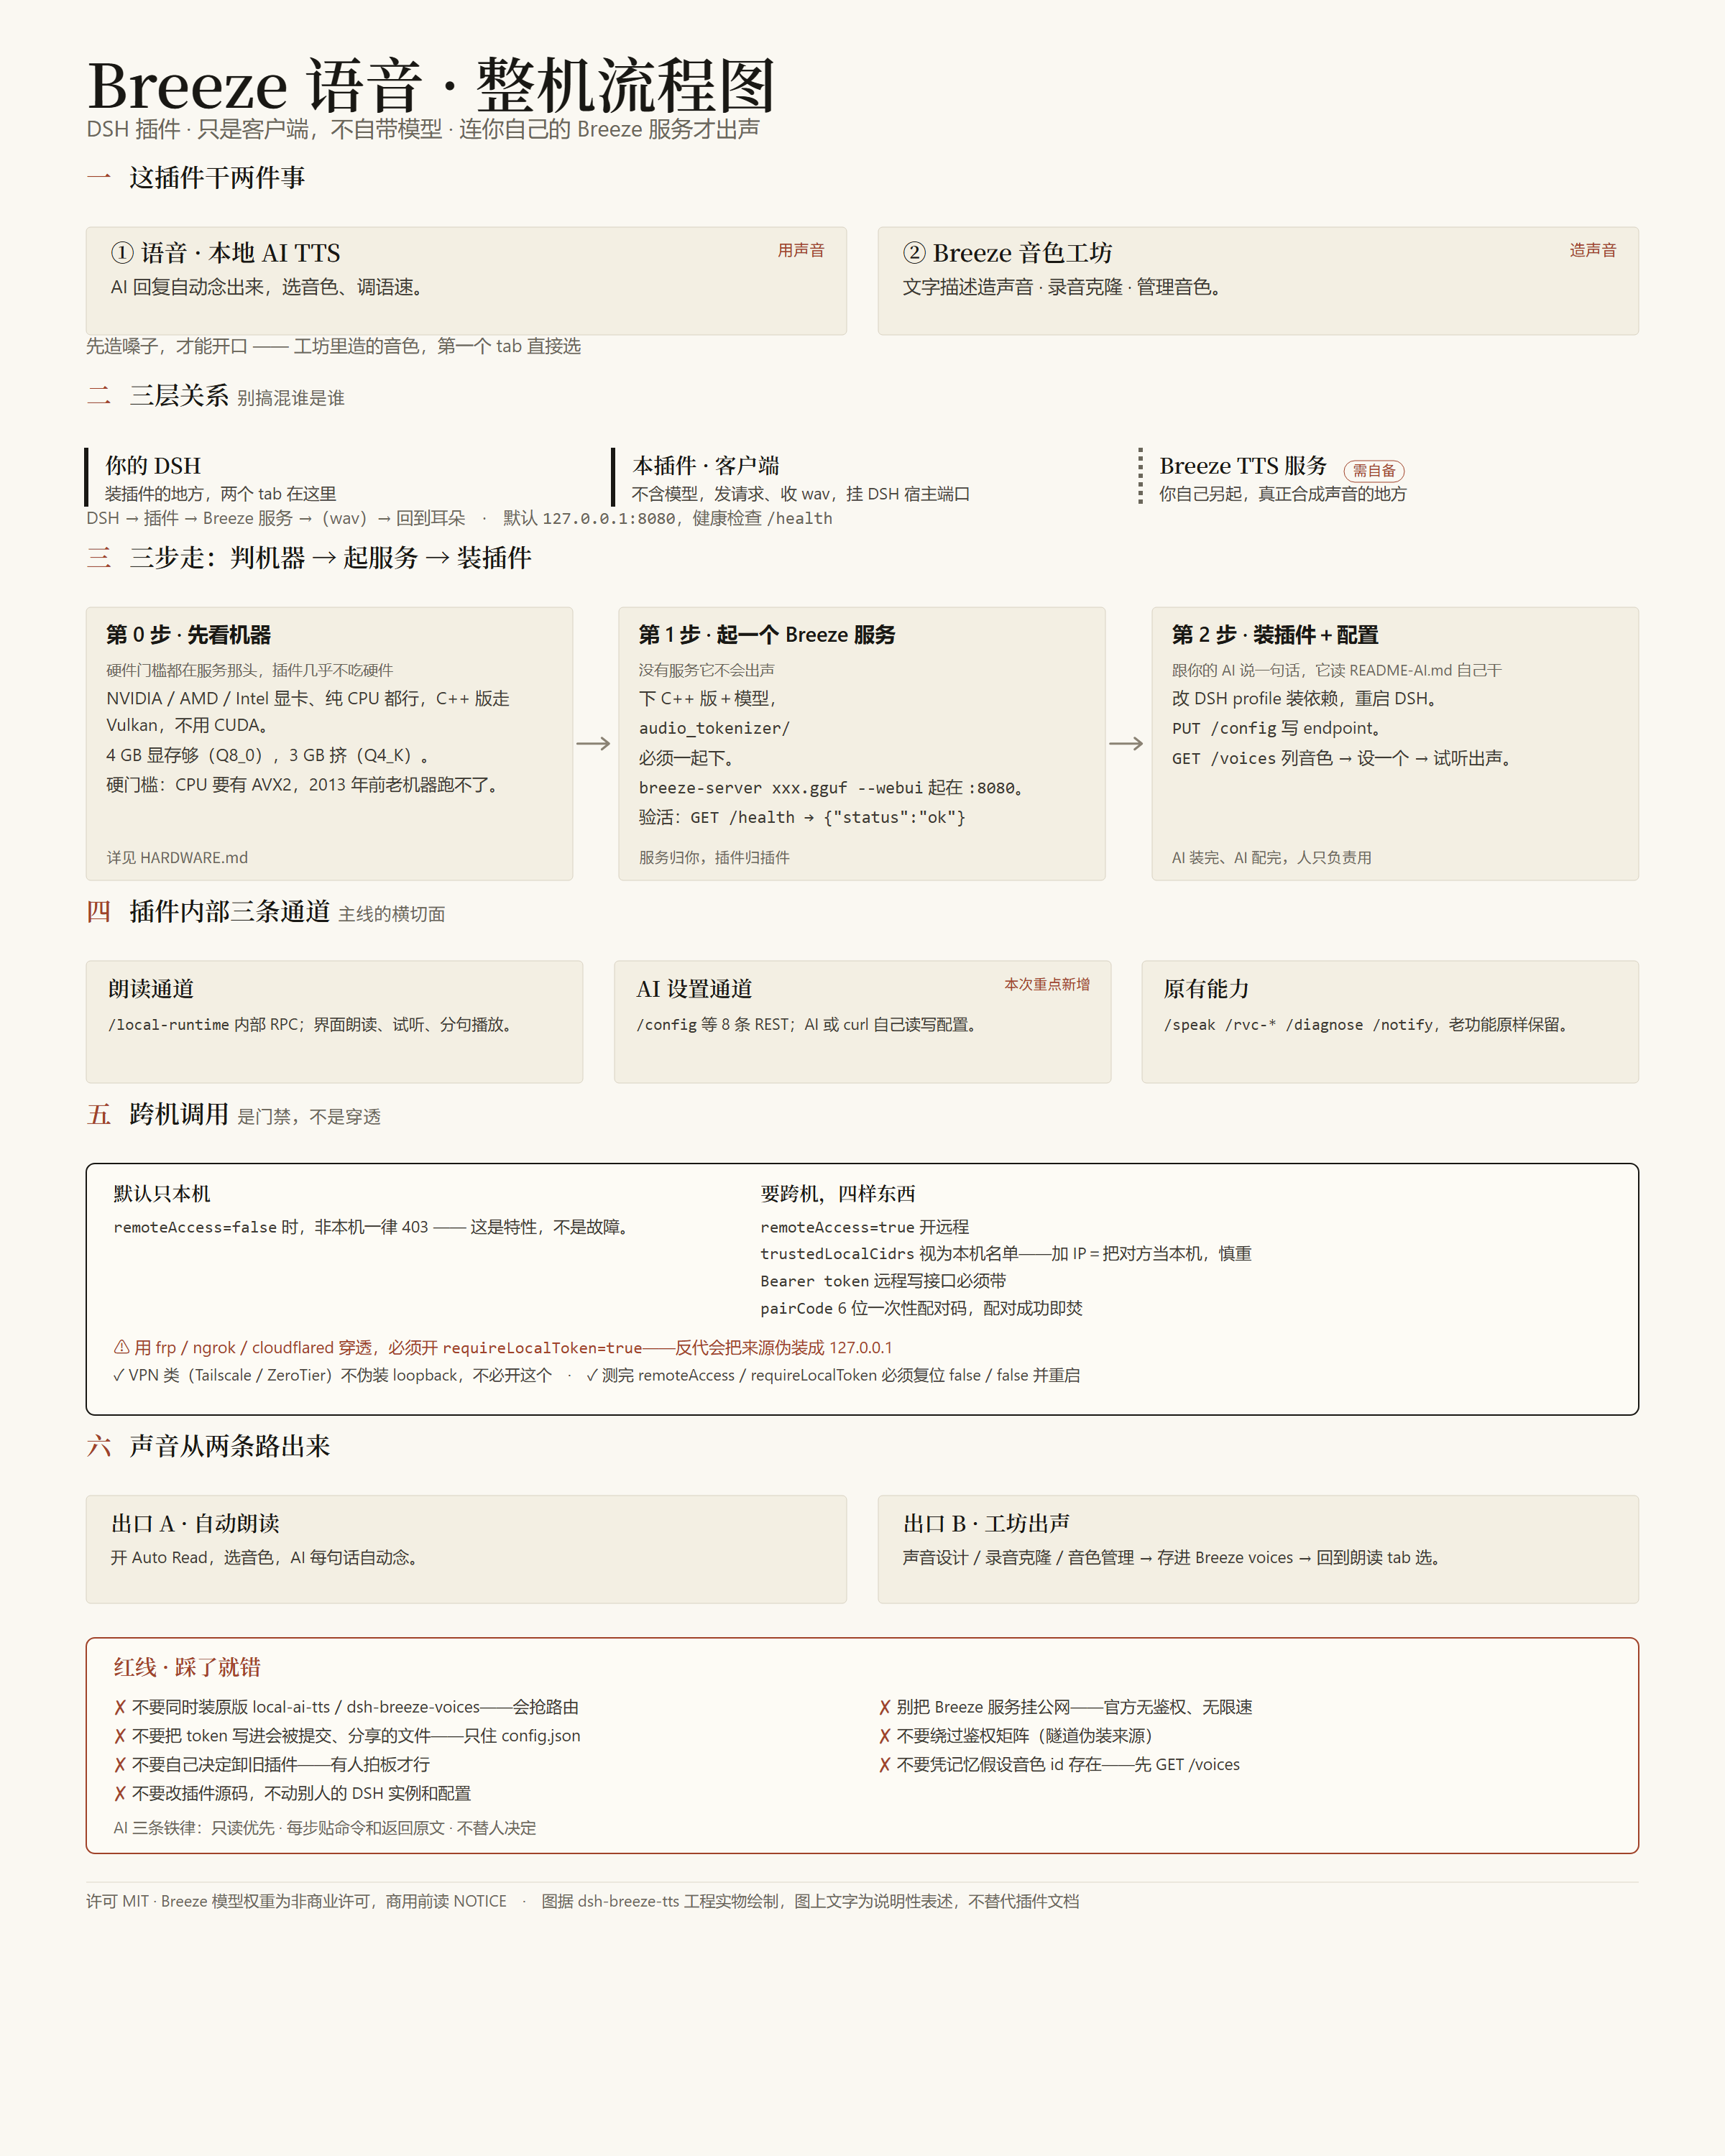 Breeze 语音 · 整机流程图
DSH 插件 · 只是客户端，不自带模型 · 连你自己的 Breeze 服务才出声
一 这插件干两件事
① 语音 · 本地 AI TTS
用声音
AI 回复自动念出来，选音色、调语速。
② Breeze 音色工坊
造声音
文字描述造声音 · 录音克隆 · 管理音色。
先造嗓子，才能开口 —— 工坊里造的音色，第一个 tab 直接选
二 三层关系 别搞混谁是谁
你的 DSH
装插件的地方，两个 tab 在这里
本插件 · 客户端
不含模型，发请求、收 wav，挂 DSH 宿主端口
Breeze TTS 服务 需自备
你自己另起，真正合成声音的地方
DSH → 插件 → Breeze 服务 →（wav）→ 回到耳朵 · 默认 127.0.0.1:8080，健康检查 /health
三 三步走：判机器 → 起服务 → 装插件
第 0 步 · 先看机器
硬件门槛都在服务那头，插件几乎不吃硬件
NVIDIA / AMD / Intel 显卡、纯 CPU 都行，C++ 版走
Vulkan，不用 CUDA。
4 GB 显存够（Q8_0），3 GB 挤（Q4_K）。
硬门槛：CPU 要有 AVX2，2013 年前老机器跑不了。
详见 HARDWARE.md
第 1 步 · 起一个 Breeze 服务
没有服务它不会出声
下 C++ 版 + 模型，
audio_tokenizer/
必须一起下。
breeze-server xxx.gguf --webui 起在 :8080。
验活：GET /health → {"status":"ok"}
服务归你，插件归插件
第 2 步 · 装插件 + 配置
跟你的 AI 说一句话，它读 README-AI.md 自己干
改 DSH profile 装依赖，重启 DSH。
PUT /config 写 endpoint。
GET /voices 列音色 → 设一个 → 试听出声。
AI 装完、AI 配完，人只负责用
四 插件内部三条通道 主线的横切面
朗读通道
/local-runtime 内部 RPC；界面朗读、试听、分句播放。
AI 设置通道
本次重点新增
/config 等 8 条 REST；AI 或 curl 自己读写配置。
原有能力
/speak /rvc-* /diagnose /notify，老功能原样保留。
五 跨机调用 是门禁，不是穿透
默认只本机
remoteAccess=false 时，非本机一律 403 —— 这是特性，不是故障。
要跨机，四样东西
remoteAccess=true 开远程
trustedLocalCidrs 视为本机名单——加 IP = 把对方当本机，慎重
Bearer token 远程写接口必须带
pairCode 6 位一次性配对码，配对成功即焚
⚠ 用 frp / ngrok / cloudflared 穿透，必须开 requireLocalToken=true——反代会把来源伪装成 127.0.0.1
✓ VPN 类（Tailscale / ZeroTier）不伪装 loopback，不必开这个 · ✓ 测完 remoteAccess / requireLocalToken 必须复位 false / false 并重启
六 声音从两条路出来
出口 A · 自动朗读
开 Auto Read，选音色，AI 每句话自动念。
出口 B · 工坊出声
声音设计 / 录音克隆 / 音色管理 → 存进 Breeze voices → 回到朗读 tab 选。
红线 · 踩了就错
✗ 不要同时装原版 local-ai-tts / dsh-breeze-voices——会抢路由
✗ 不要把 token 写进会被提交、分享的文件——只住 config.json
✗ 不要自己决定卸旧插件——有人拍板才行
✗ 不要改插件源码，不动别人的 DSH 实例和配置
✗ 别把 Breeze 服务挂公网——官方无鉴权、无限速
✗ 不要绕过鉴权矩阵（隧道伪装来源）
✗ 不要凭记忆假设音色 id 存在——先 GET /voices
AI 三条铁律：只读优先 · 每步贴命令和返回原文 · 不替人决定
许可 MIT · Breeze 模型权重为非商业许可，商用前读 NOTICE · 图据 dsh-breeze-tts 工程实物绘制，图上文字为说明性表述，不替代插件文档